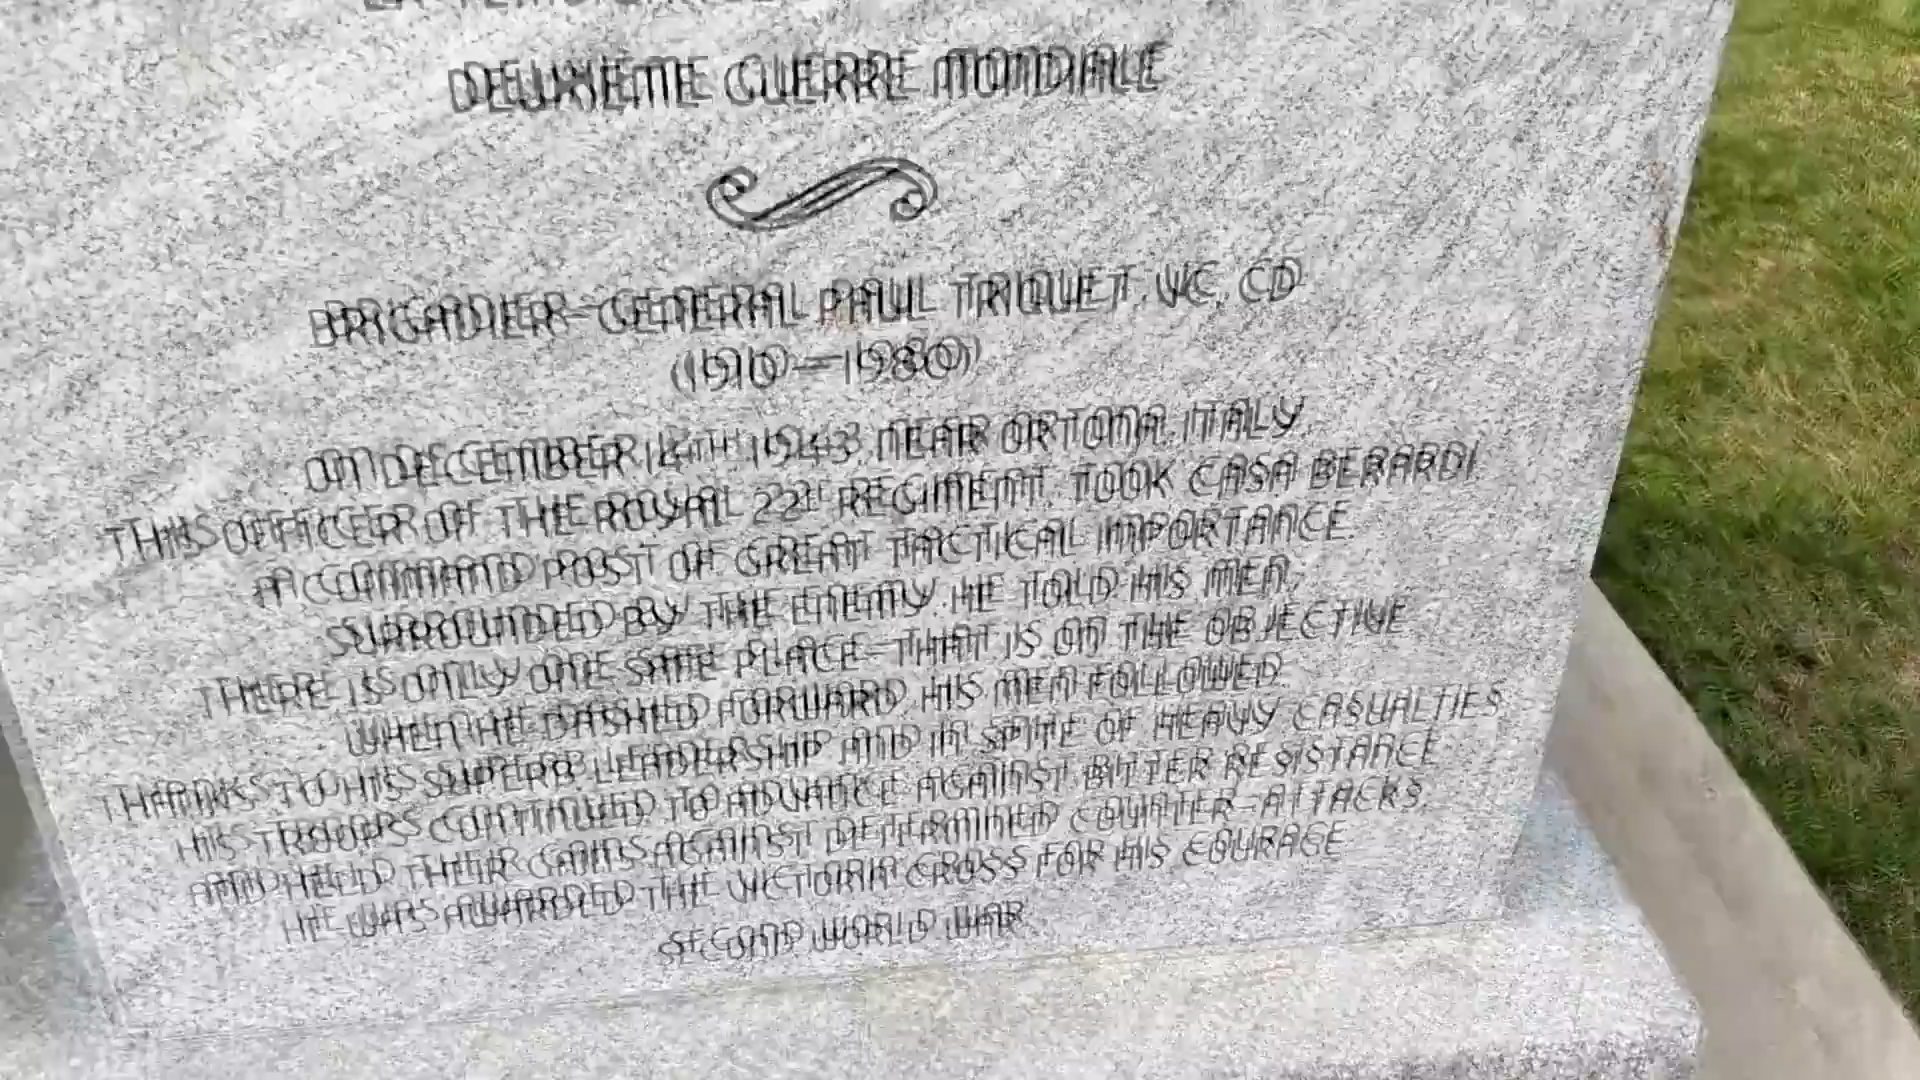 DEUXIEME GUERRE MONDIALE
BRIGADIER-GENERAL PAUL TRIQUET, VC, CD
(1910-1980)
ON DECEMBER 14TH 1943, NEAR ORTONA, ITALY,
THIS OFFICER OF THE ROYAL 22E REGIMENT, TOOK CASA BERARDI
A COMMAND POST OF GREAT TACTICAL IMPORTANCE.
SURROUNDED BY THE ENEMY, HE TOLD HIS MEN,
THERE IS ONLY ONE SAFE PLACE-THAT IS ON THE OBJECTIVE
WHEN HE DASHED FORWARD, HIS MEN FOLLOWED.
THANKS TO HIS SUPERB LEADERSHIP AND IN SPITE OF HEAVY CASUALTIES
HIS TROOPS CONTINUED TO ADVANCE AGAINST BITTER RESISTANCE
AND HELD THEIR GAINS AGAINST DETERMINED COUNTER-ATTACKS.
HE WAS AWARDED THE VICTORIA CROSS FOR HIS COURAGE
SECOND WORLD WAR